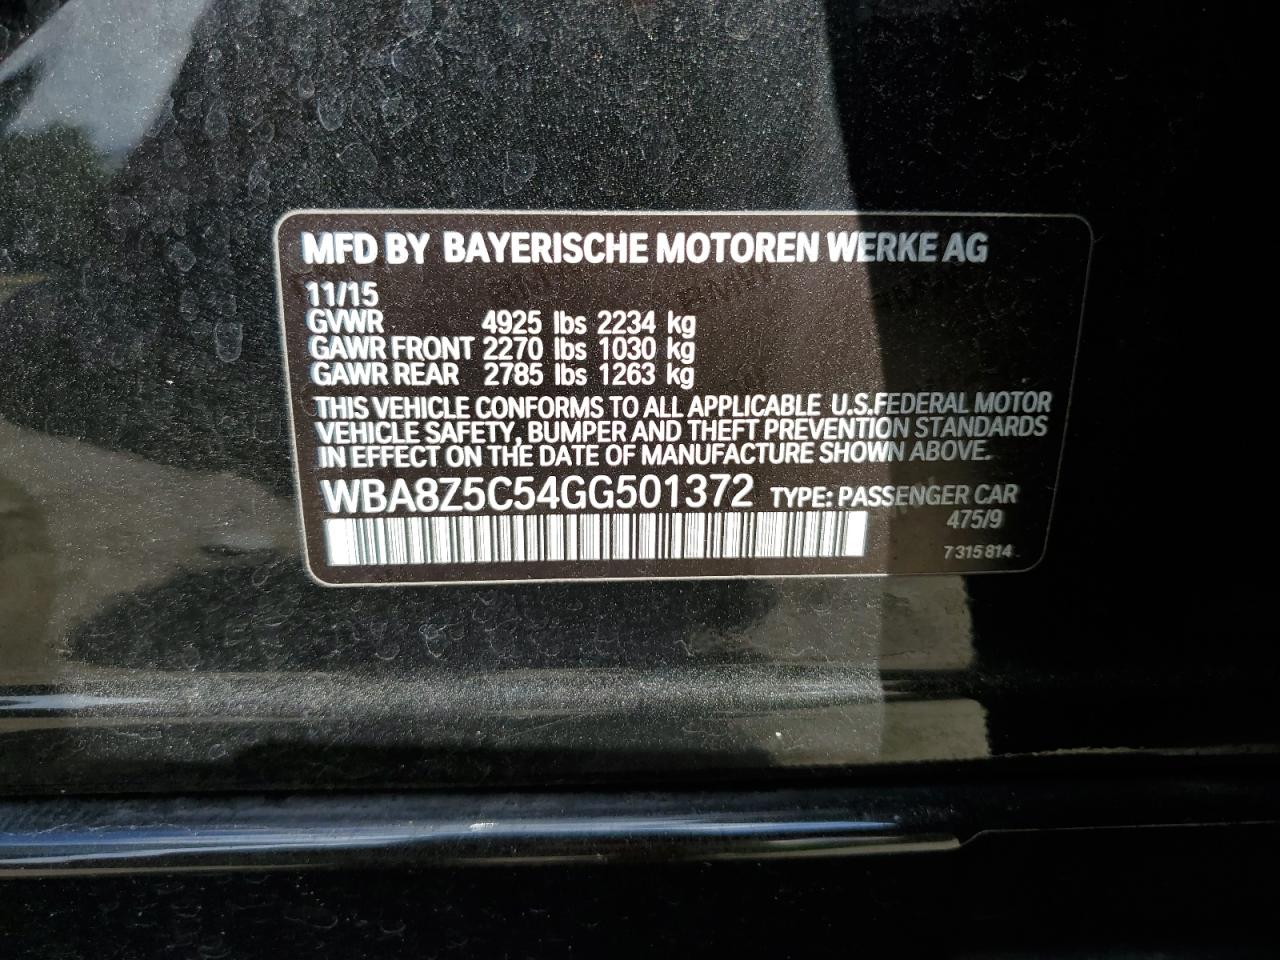 MFD BY BAYERISCHE MOTOREN WERKE AG
11/15
GVWR 4925 lbs 2234 kg
GAWR FRONT 2270 lbs 1030 kg
GAWR REAR 2785 lbs 1263 kg
THIS VEHICLE CONFORMS TO ALL APPLICABLE U.S.FEDERAL MOTOR
VEHICLE SAFETY, BUMPER AND THEFT PREVENTION STANDARDS
IN EFFECT ON THE DATE OF MANUFACTURE SHOWN ABOVE.
WBA8Z5C54GG501372 TYPE: PASSENGER CAR
475/9
7 315 814